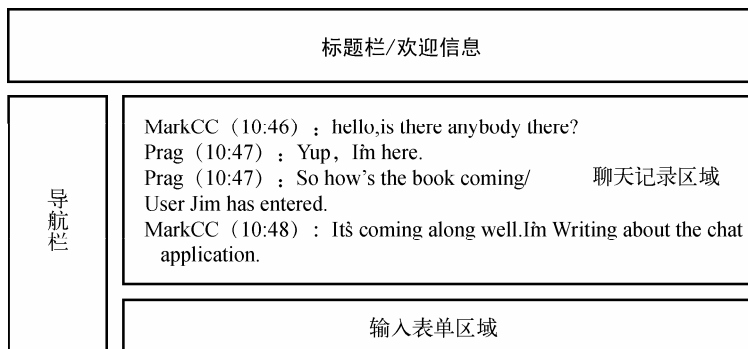 标题栏/欢迎信息
导航栏
MarkCC（10:46）：hello,is there anybody there?
Prag（10:47）：Yup，I'm here.
Prag（10:47）：So how's the book coming/
聊天记录区域
User Jim has entered.
MarkCC（10:48）：It's coming along well.I'm Writing about the chat
application.
输入表单区域